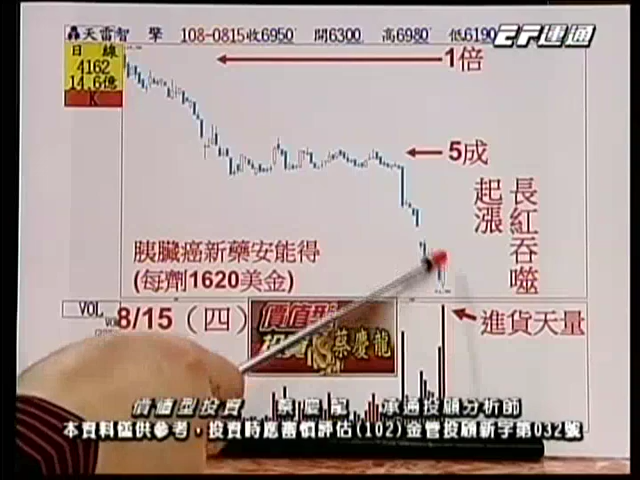 天雷智 擎 108-0815收6950 開6300 高6980 低6190
日 線
4162
14.6億
K
1倍
5成
長紅吞噬
起漲
胰臟癌新藥安能得
(每劑1620美金)
VOL
8/15（四）
價值型
投資 蔡慶龍
進貨天量
價值型投資 蔡慶龍 承通投顧分析師
本資料僅供參考，投資時應審慎評估(102)金管投顧新字第032號